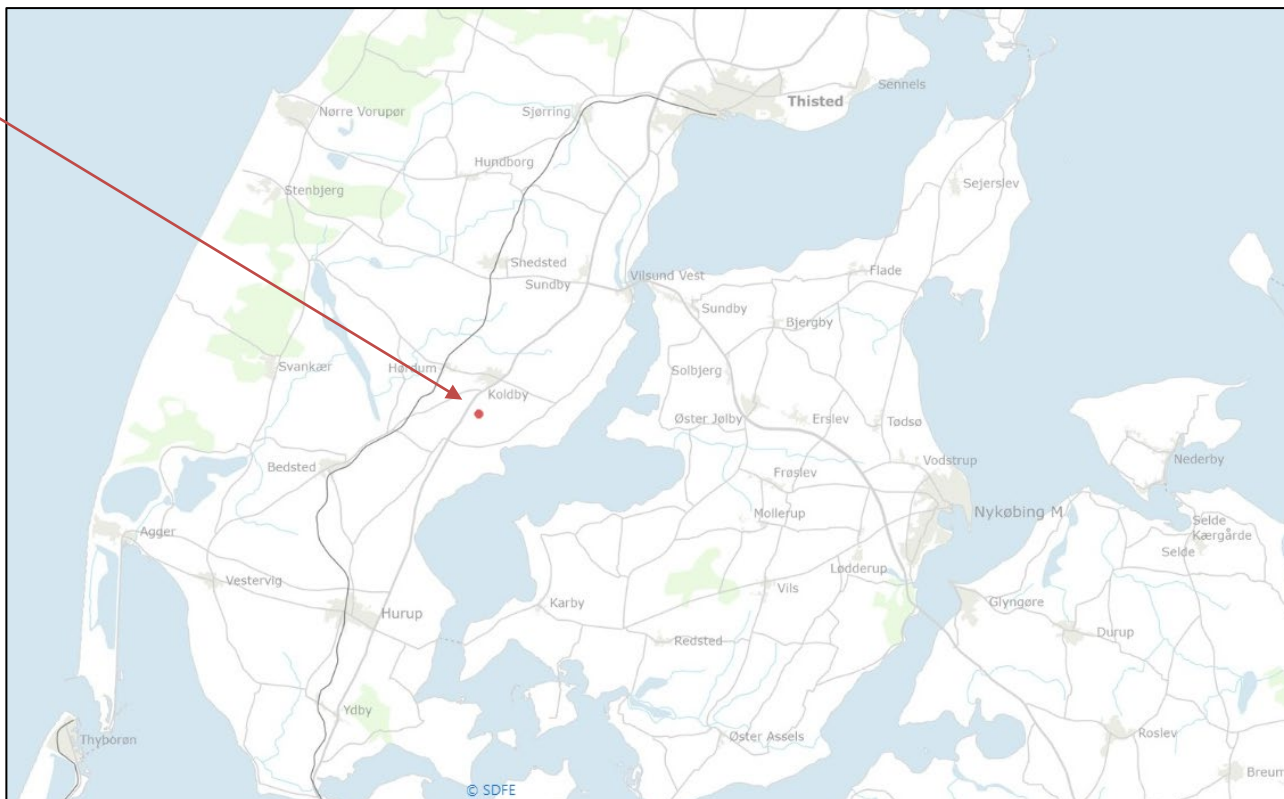 Thisted
Sennels
Nørre Vorupør
Sjørring
Hundborg
Stenbjerg
Sejerslev
Snedsted
Sundby
Vilsund Vest
Flade
Sundby
Bjergby
Svankær
Hørdum
Koldby
Solbjerg
Øster Jølby
Erslev
Tødsø
Bedsted
Frøslev
Vodstrup
Nederby
Mollerup
Nykøbing M
Agger
Selde
Kærgårde
Selde
Vestervig
Lødderup
Hurup
Karby
Vils
Glyngøre
Durup
Redsted
Ydby
Thyborøn
Øster Assels
Roslev
Breum
© SDFE